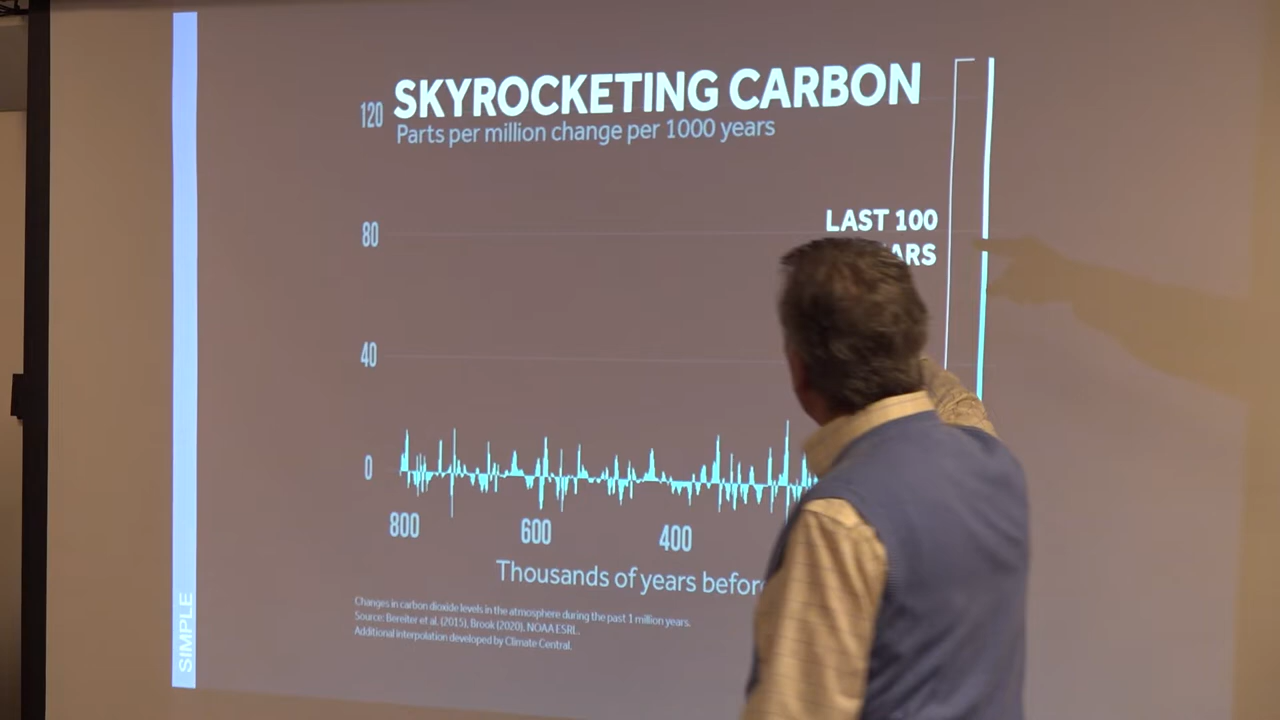 SKYROCKETING CARBON
120
Parts per million change per 1000 years
LAST 100
ARS
80
40
0
800 600 400
Thousands of years before
Changes in carbon dioxide levels in the atmosphere during the past 1 million years.
Source: Bereiter et al. (2015), Brook (2020), NOAA ESRL.
Additional interpolation developed by Climate Central.
SIMPLE